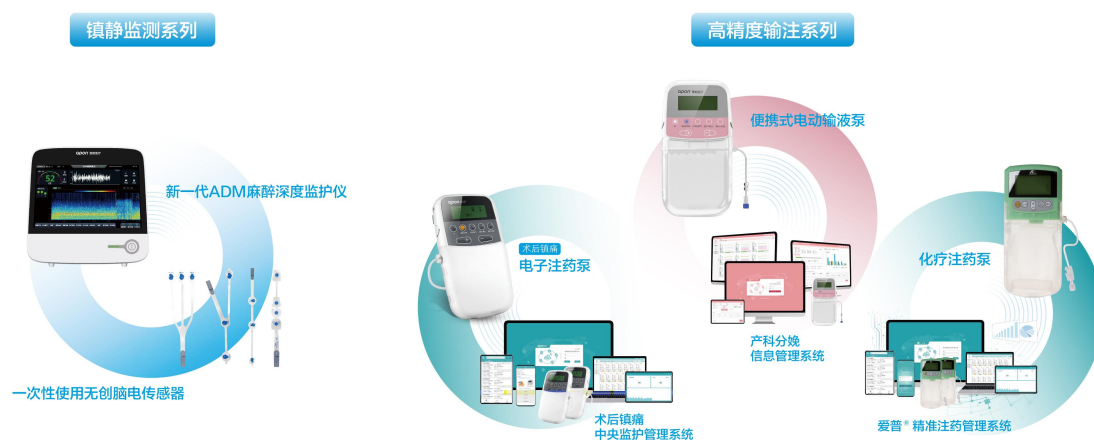 镇静监测系列
高精度输注系列
apon
52
新一代ADM麻醉深度监护仪
一次性使用无创脑电传感器
apon
便携式电动输液泵
apon
术后镇痛
电子注药泵
化疗注药泵
产科分娩
信息管理系统
术后镇痛
中央监护管理系统
爱普® 精准注药管理系统